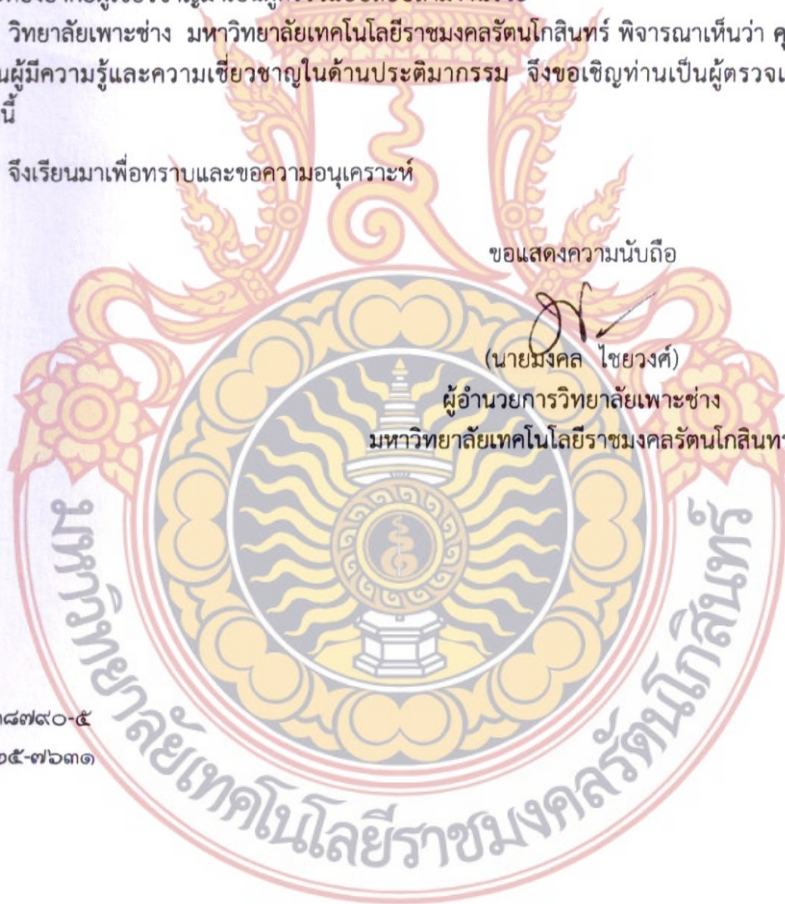 วิทยาลัยเพาะช่าง มหาวิทยาลัยเทคโนโลยีราชมงคลรัตนโกสินทร์ พิจารณาเห็นว่า คุ
นผู้มีความรู้และความเชี่ยวชาญในด้านประติมากรรม จึงขอเชิญท่านเป็นผู้ตรวจเ
นี้
จึงเรียนมาเพื่อทราบและขอความอนุเคราะห์
ขอแสดงความนับถือ
(นายมงคล ไชยวงศ์)
ผู้อำนวยการวิทยาลัยเพาะช่าง
มหาวิทยาลัยเทคโนโลยีราชมงคลรัตนโกสินทร
๘๗๙๐-๕
๒๕-๗๖๓๑
มหาวิทยาลัยเทคโนโลยีราชมงคลรัตนโกสินทร์